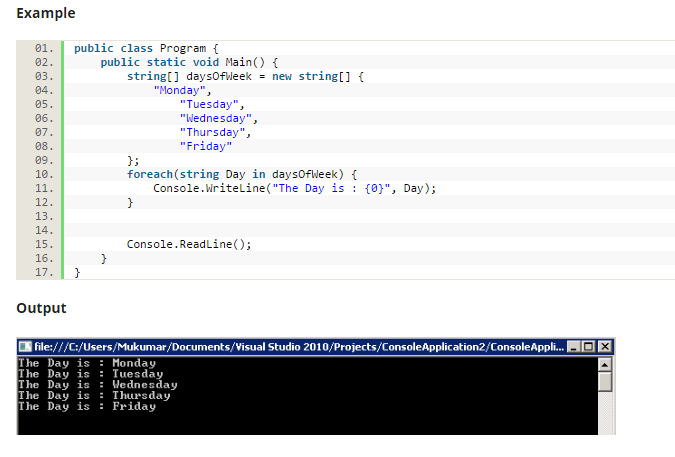 Example
01. public class Program {
02. public static void Main() {
03. string[] daysOfWeek = new string[] {
04. "Monday",
05. "Tuesday",
06. "Wednesday",
07. "Thursday",
08. "Friday"
09. };
10. foreach(string Day in daysOfWeek) {
11. Console.WriteLine("The Day is : {0}", Day);
12. }
13.
14.
15. Console.ReadLine();
16. }
17. }
Output
file:///C:/Users/Mukumar/Documents/Visual Studio 2010/Projects/ConsoleApplication2/ConsoleAppli...
The Day is : Monday
The Day is : Tuesday
The Day is : Wednesday
The Day is : Thursday
The Day is : Friday